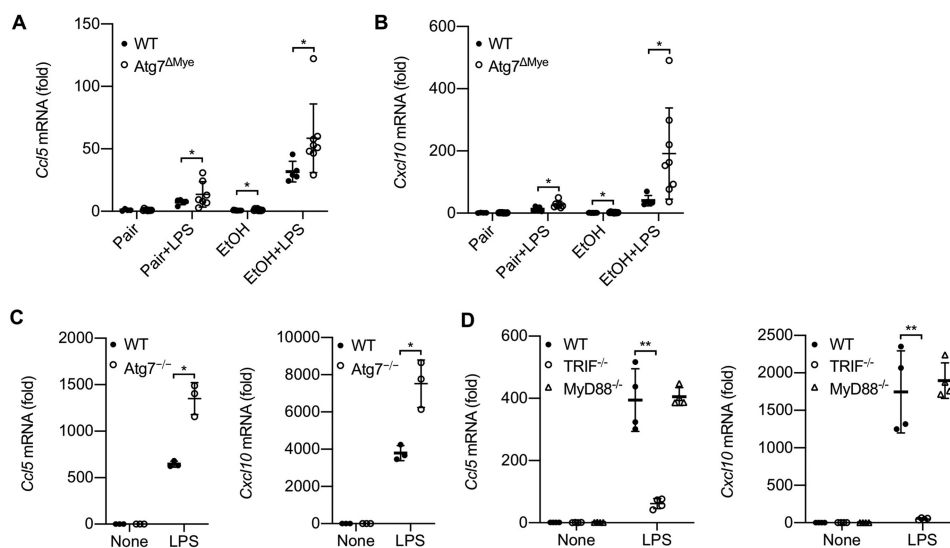 A
Ccl5 mRNA (fold)
150
100
50
0
WT
Atg7ΔMye
*
*
*
Pair
Pair+LPS
EtOH
EtOH+LPS
B
Cxcl10 mRNA (fold)
600
400
200
0
WT
Atg7ΔMye
*
*
*
Pair
Pair+LPS
EtOH
EtOH+LPS
C
Ccl5 mRNA (fold)
2000
1500
1000
500
0
WT
Atg7−/−
*
None
LPS
Cxcl10 mRNA (fold)
10000
8000
6000
4000
2000
0
WT
Atg7−/−
*
None
LPS
D
Ccl5 mRNA (fold)
600
400
200
0
WT
TRIF-/-
MyD88-/-
**
None
LPS
Cxcl10 mRNA (fold)
2500
2000
1500
1000
500
0
WT
TRIF-/-
MyD88-/-
**
None
LPS